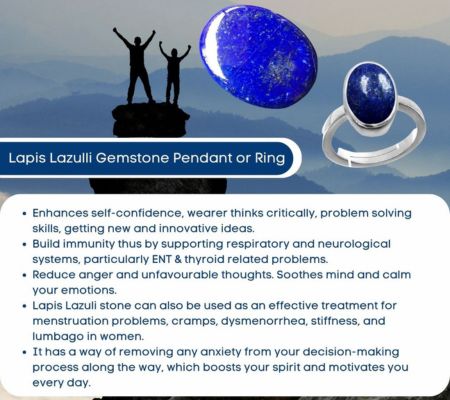 Lapis Lazulli Gemstone Pendant or Ring
• Enhances self-confidence, wearer thinks critically, problem solving
skills, getting new and innovative ideas.
• Build immunity thus by supporting respiratory and neurological
systems, particularly ENT & thyroid related problems.
• Reduce anger and unfavourable thoughts. Soothes mind and calm
your emotions.
• Lapis Lazuli stone can also be used as an effective treatment for
menstruation problems, cramps, dysmenorrhea, stiffness, and
lumbago in women.
• It has a way of removing any anxiety from your decision-making
process along the way, which boosts your spirit and motivates you
every day.